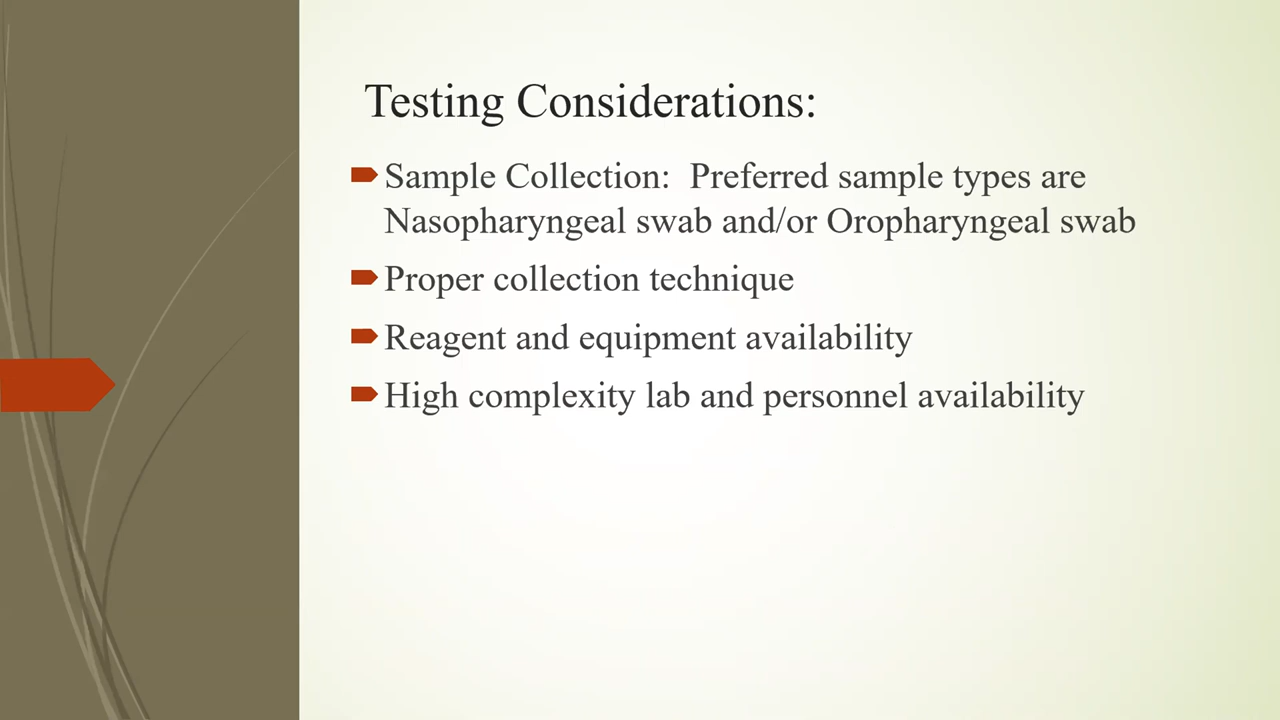 Testing Considerations:
Sample Collection:  Preferred sample types are
Nasopharyngeal swab and/or Oropharyngeal swab
Proper collection technique
Reagent and equipment availability
High complexity lab and personnel availability